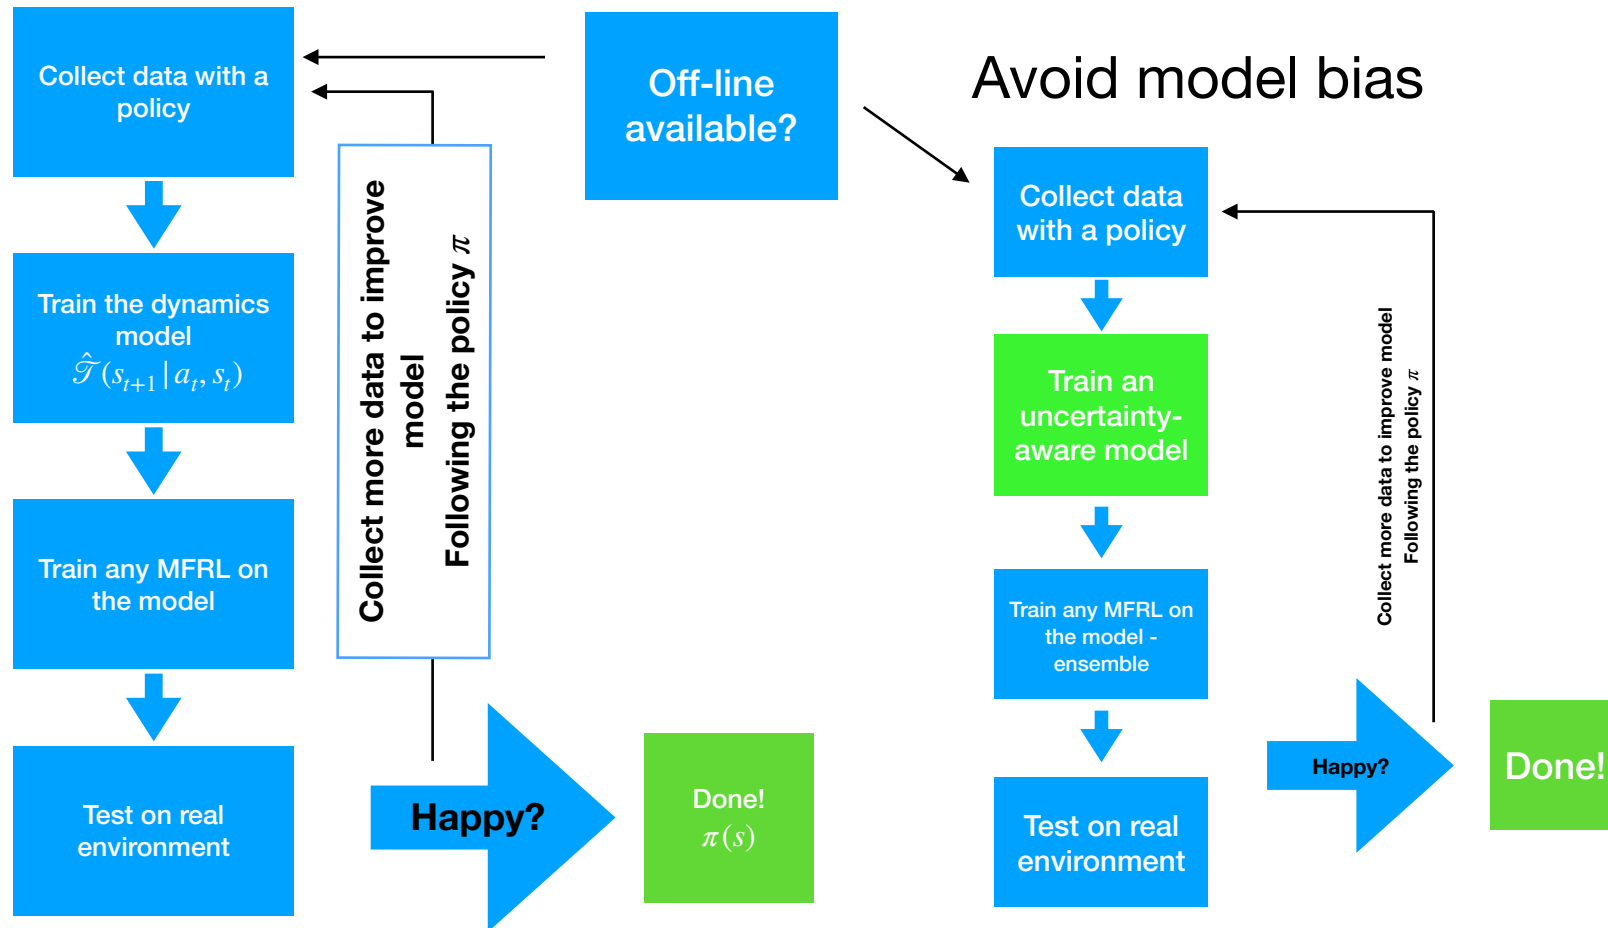 Off-line
available?
Avoid model bias
Collect data with a
policy
Train the dynamics
model
$\hat{\mathcal{T}}(s_{t+1} | a_t, s_t)$
Train any MFRL on
the model
Test on real
environment
Collect more data to improve
model
Following the policy π
Happy?
Done!
π(s)
Collect data
with a policy
Train an
uncertainty-
aware model
Train any MFRL on
the model -
ensemble
Test on real
environment
Collect more data to improve model
Following the policy π
Happy?
Done!